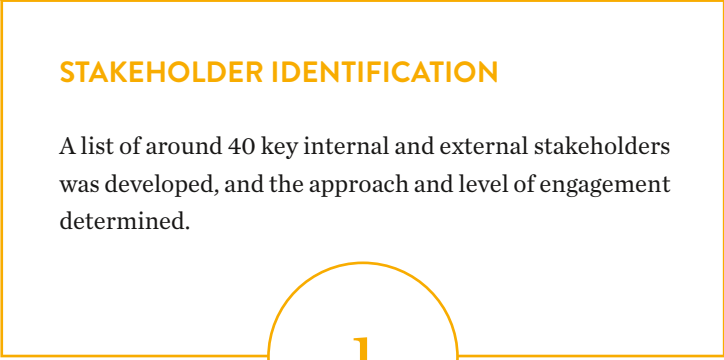 STAKEHOLDER IDENTIFICATION
A list of around 40 key internal and external stakeholders
was developed, and the approach and level of engagement
determined.
1